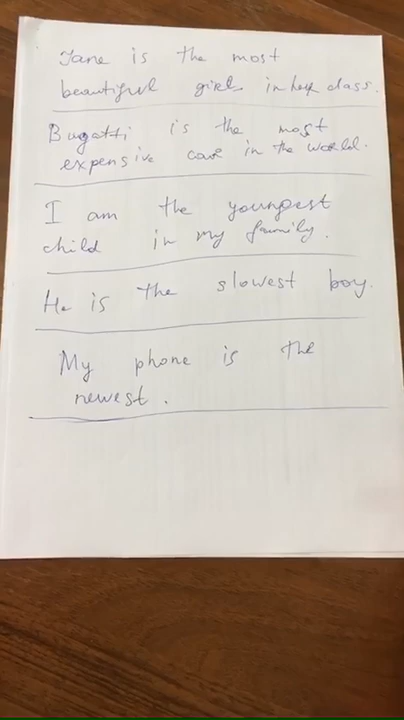 Jane is the most
beautiful girl in her class.
Bugatti is the most
expensive car in the world.
I am the youngest
child in my family.
He is the slowest boy.
My phone is the
newest.